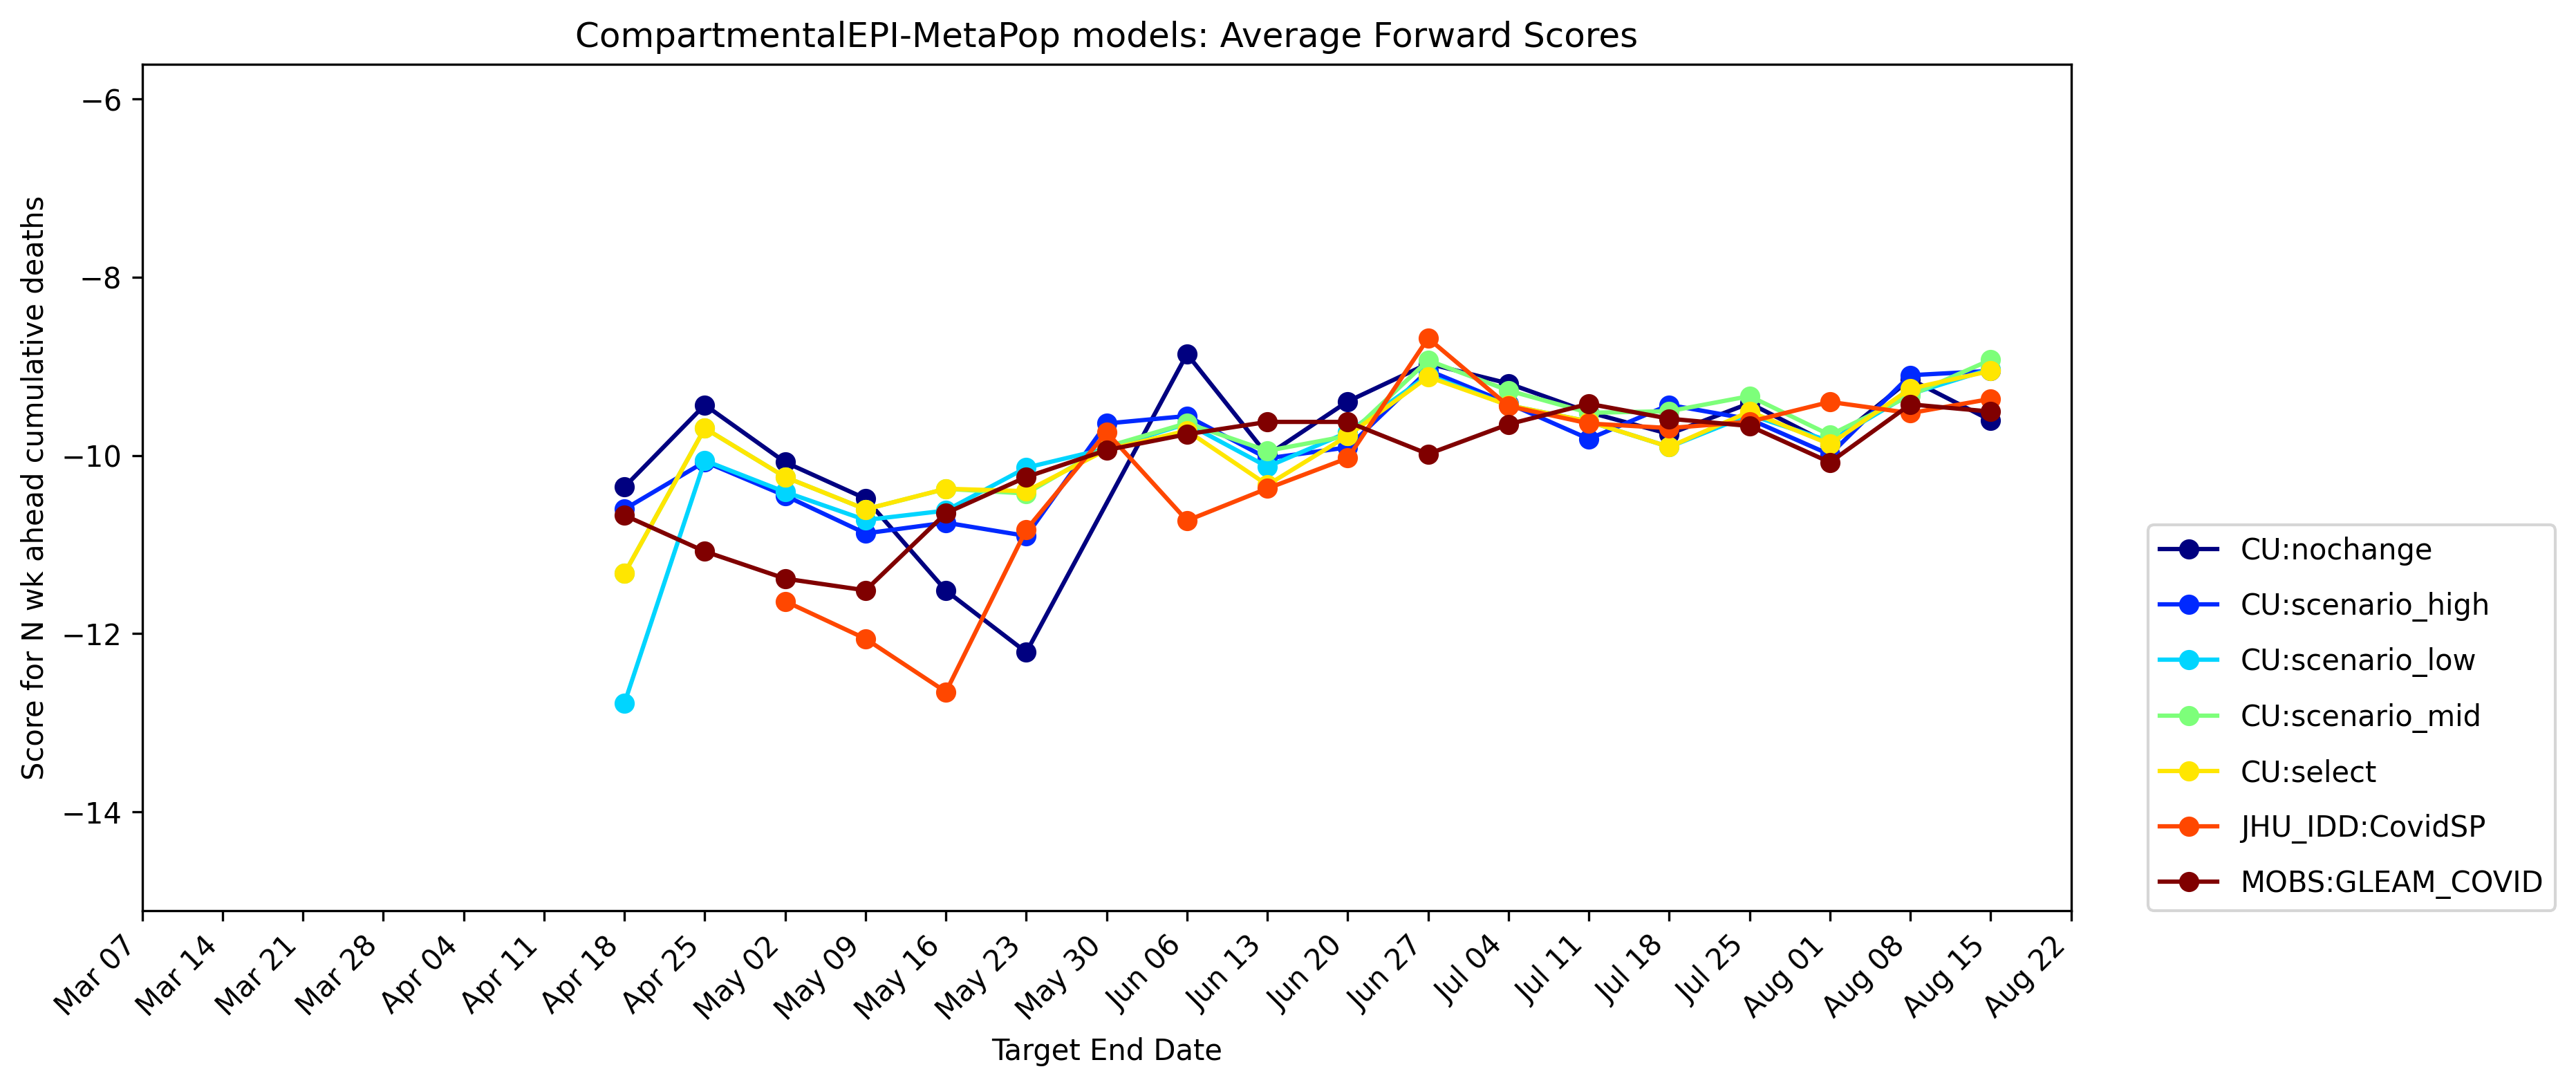 CompartmentalEPI-MetaPop models: Average Forward Scores
Score for N wk ahead cumulative deaths
−6
−8
−10
−12
−14
Mar 07
Mar 14
Mar 21
Mar 28
Apr 04
Apr 11
Apr 18
Apr 25
May 02
May 09
May 16
May 23
May 30
Jun 06
Jun 13
Jun 20
Jun 27
Jul 04
Jul 11
Jul 18
Jul 25
Aug 01
Aug 08
Aug 15
Aug 22
Target End Date
CU:nochange
CU:scenario_high
CU:scenario_low
CU:scenario_mid
CU:select
JHU_IDD:CovidSP
MOBS:GLEAM_COVID